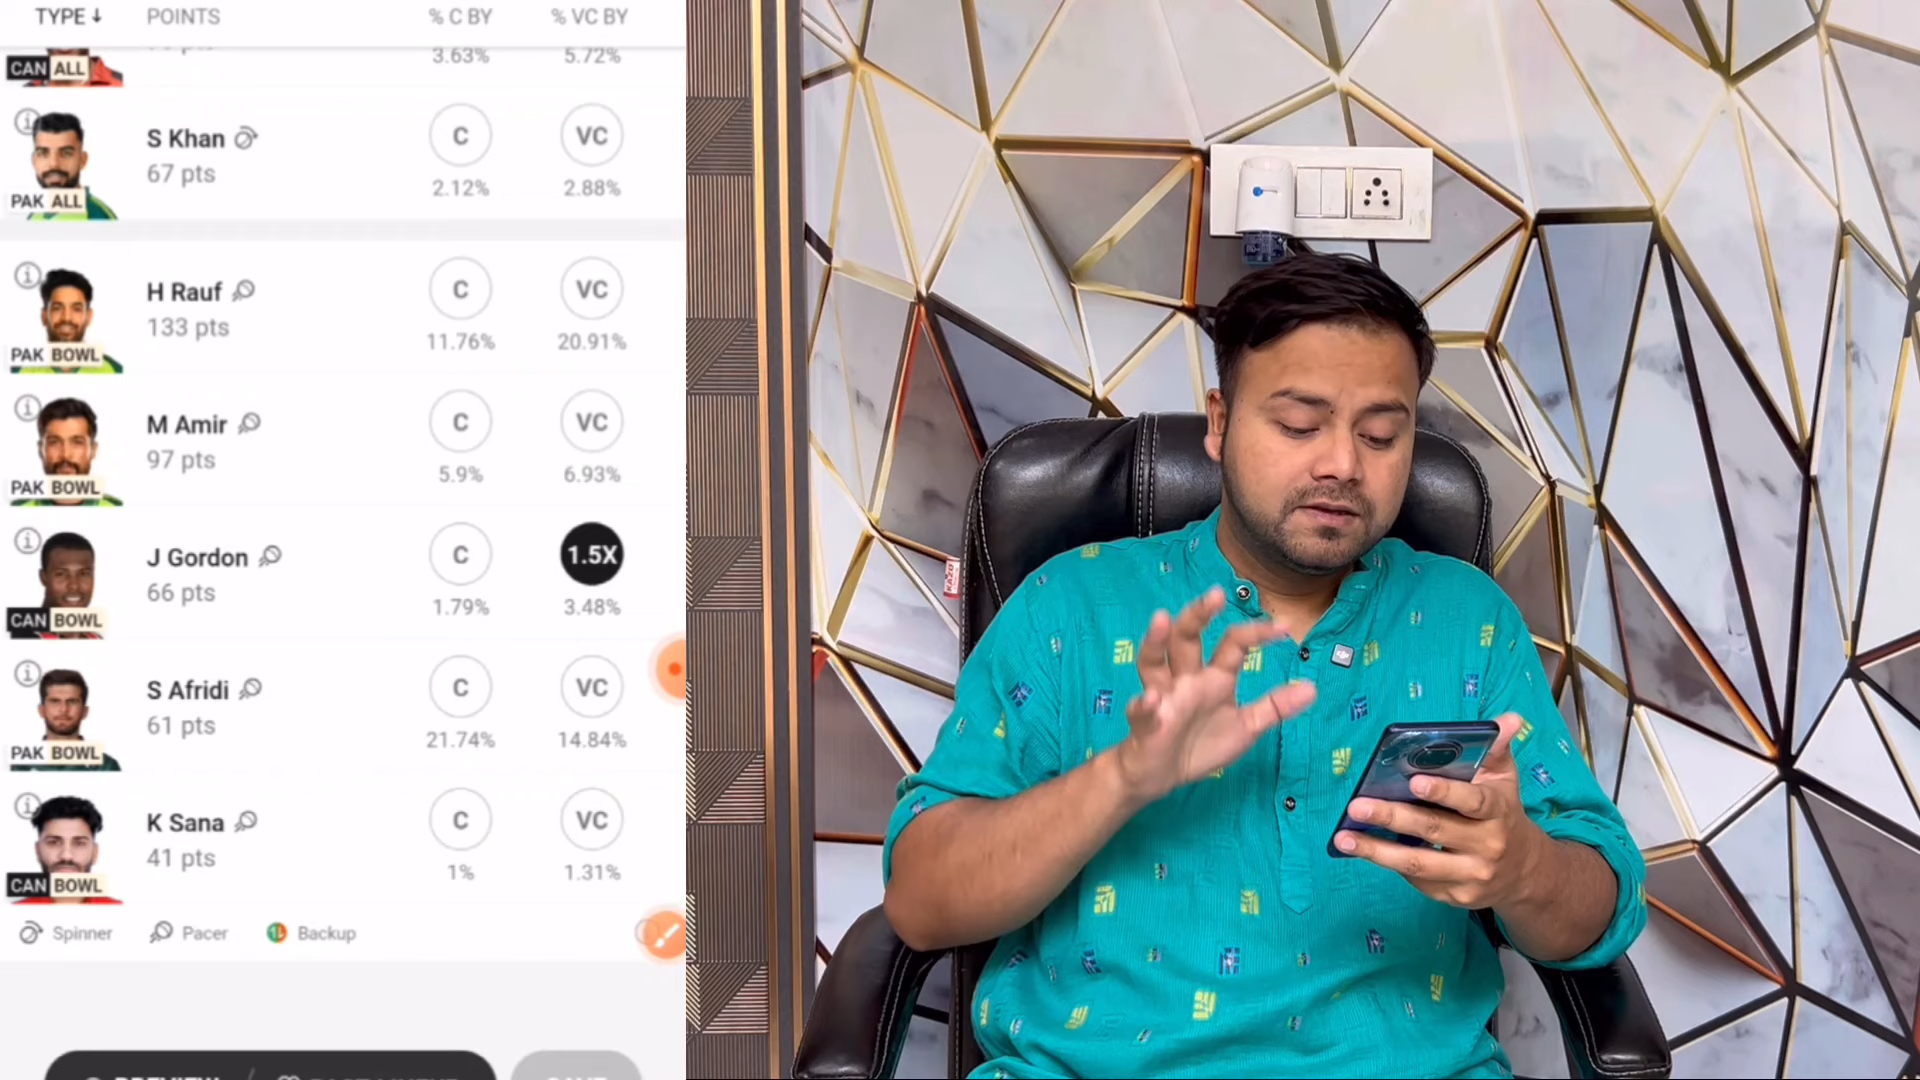 TYPE↓ POINTS % C BY % VC BY
CAN ALL 3.63% 5.72%
S Khan C VC
67 pts
PAK ALL 2.12% 2.88%
H Rauf C VC
133 pts
PAK BOWL 11.76% 20.91%
M Amir C VC
97 pts
PAK BOWL 5.9% 6.93%
J Gordon C 1.5X
66 pts
CAN BOWL 1.79% 3.48%
S Afridi C VC
61 pts
PAK BOWL 21.74% 14.84%
K Sana C VC
41 pts
CAN BOWL 1% 1.31%
Spinner Pacer Backup
PREVIEW /